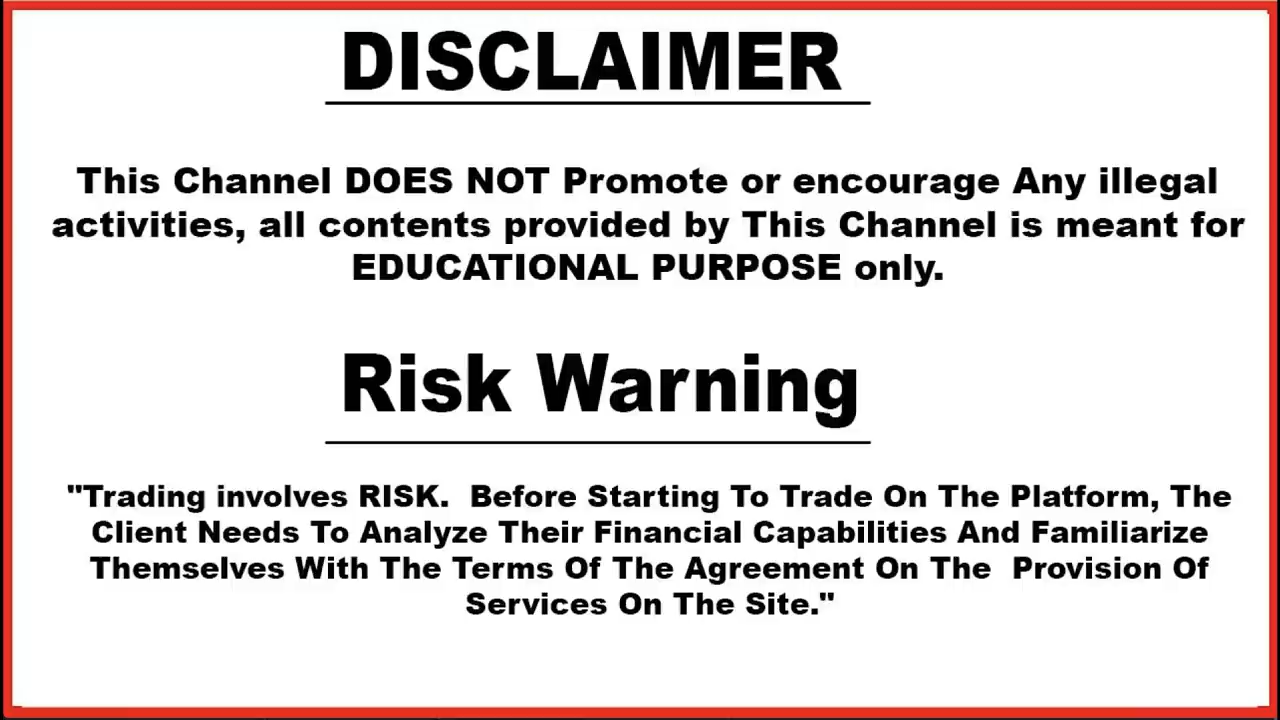 DISCLAIMER
This Channel DOES NOT Promote or encourage Any illegal
activities, all contents provided by This Channel is meant for
EDUCATIONAL PURPOSE only.
Risk Warning
"Trading involves RISK.  Before Starting To Trade On The Platform, The
Client Needs To Analyze Their Financial Capabilities And Familiarize
Themselves With The Terms Of The Agreement On The  Provision Of
Services On The Site."